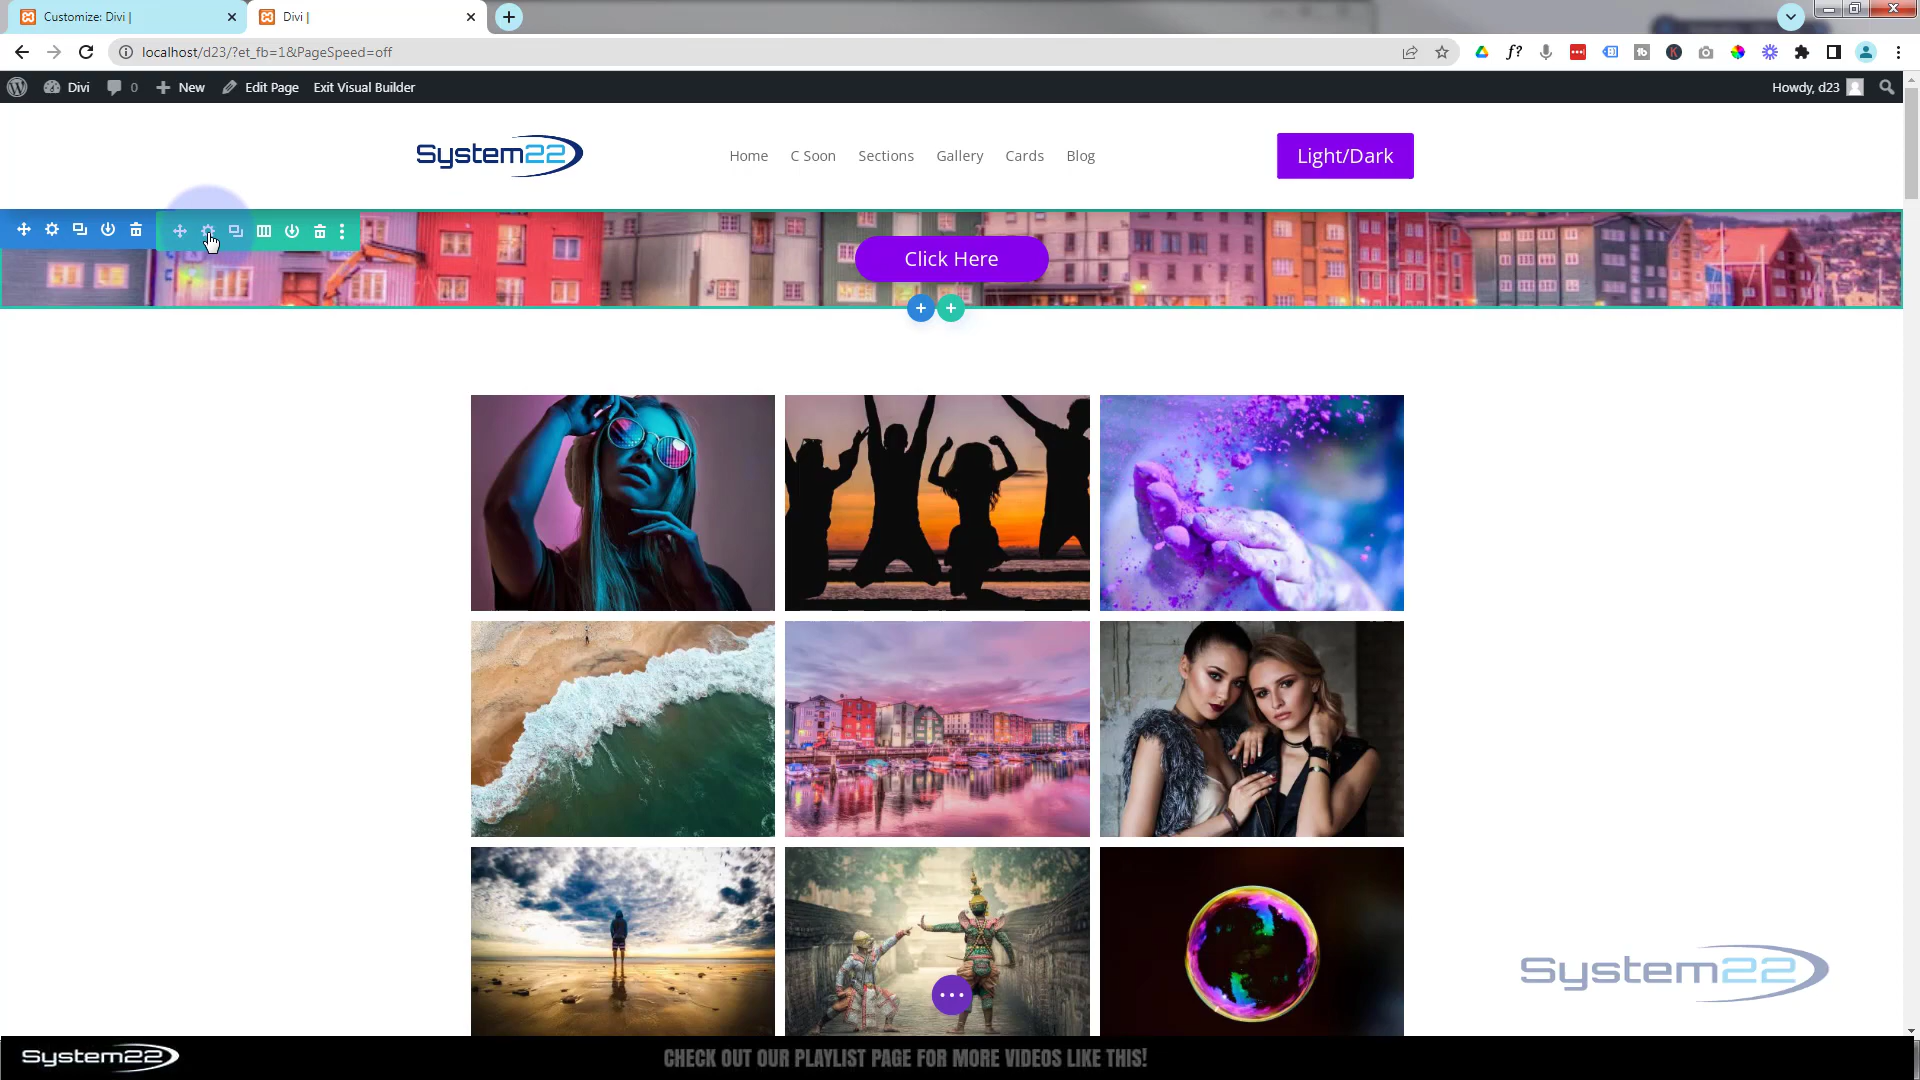 Customize: Divi |
Divi |
localhost/d23/?et_fb=1&PageSpeed=off
Divi
0
New
Edit Page
Exit Visual Builder
Howdy, d23
System22
Home
C Soon
Sections
Gallery
Cards
Blog
Light/Dark
Click Here
System22
System22
CHECK OUT OUR PLAYLIST PAGE FOR MORE VIDEOS LIKE THIS!